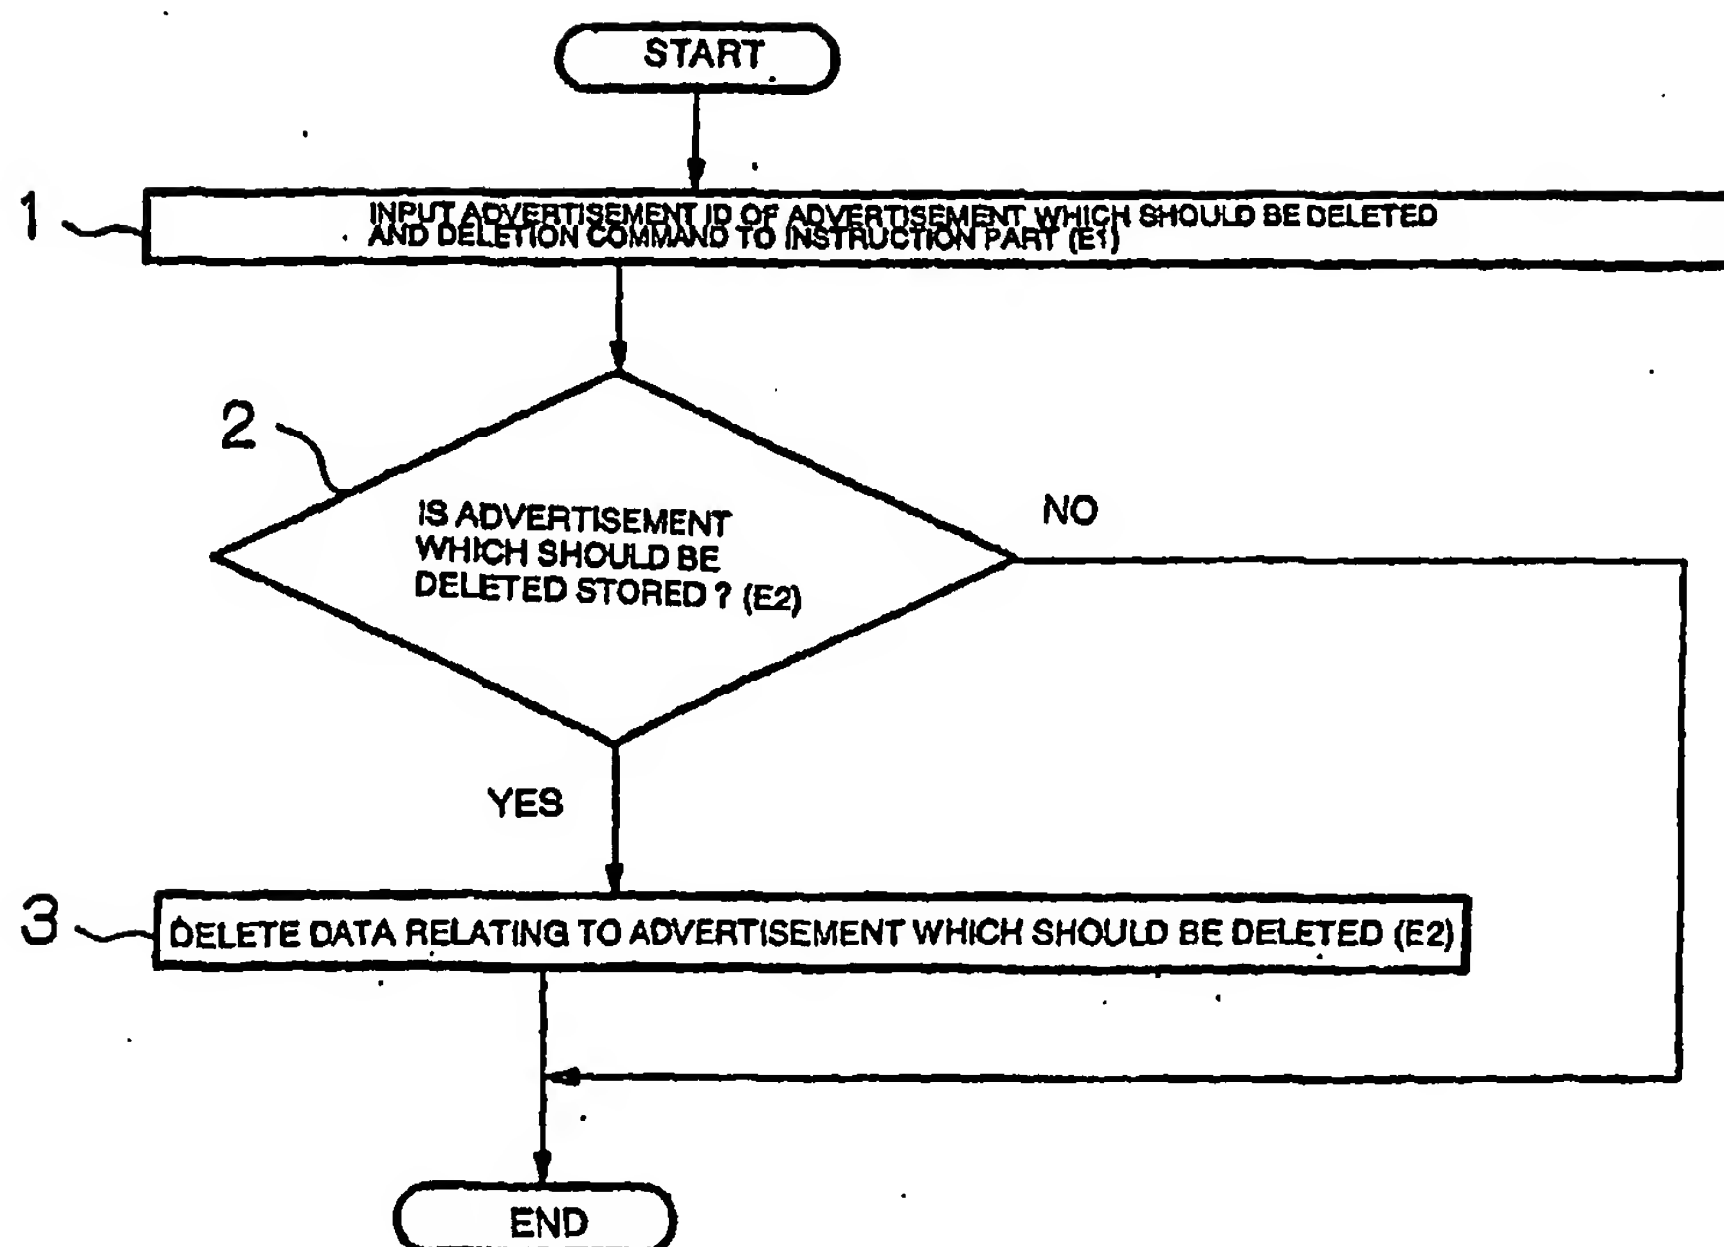 START
1
INPUT ADVERTISEMENT ID OF ADVERTISEMENT WHICH SHOULD BE DELETED
AND DELETION COMMAND TO INSTRUCTION PART (E1)
2
IS ADVERTISEMENT
WHICH SHOULD BE
DELETED STORED ? (E2)
NO
YES
3
DELETE DATA RELATING TO ADVERTISEMENT WHICH SHOULD BE DELETED (E2)
END